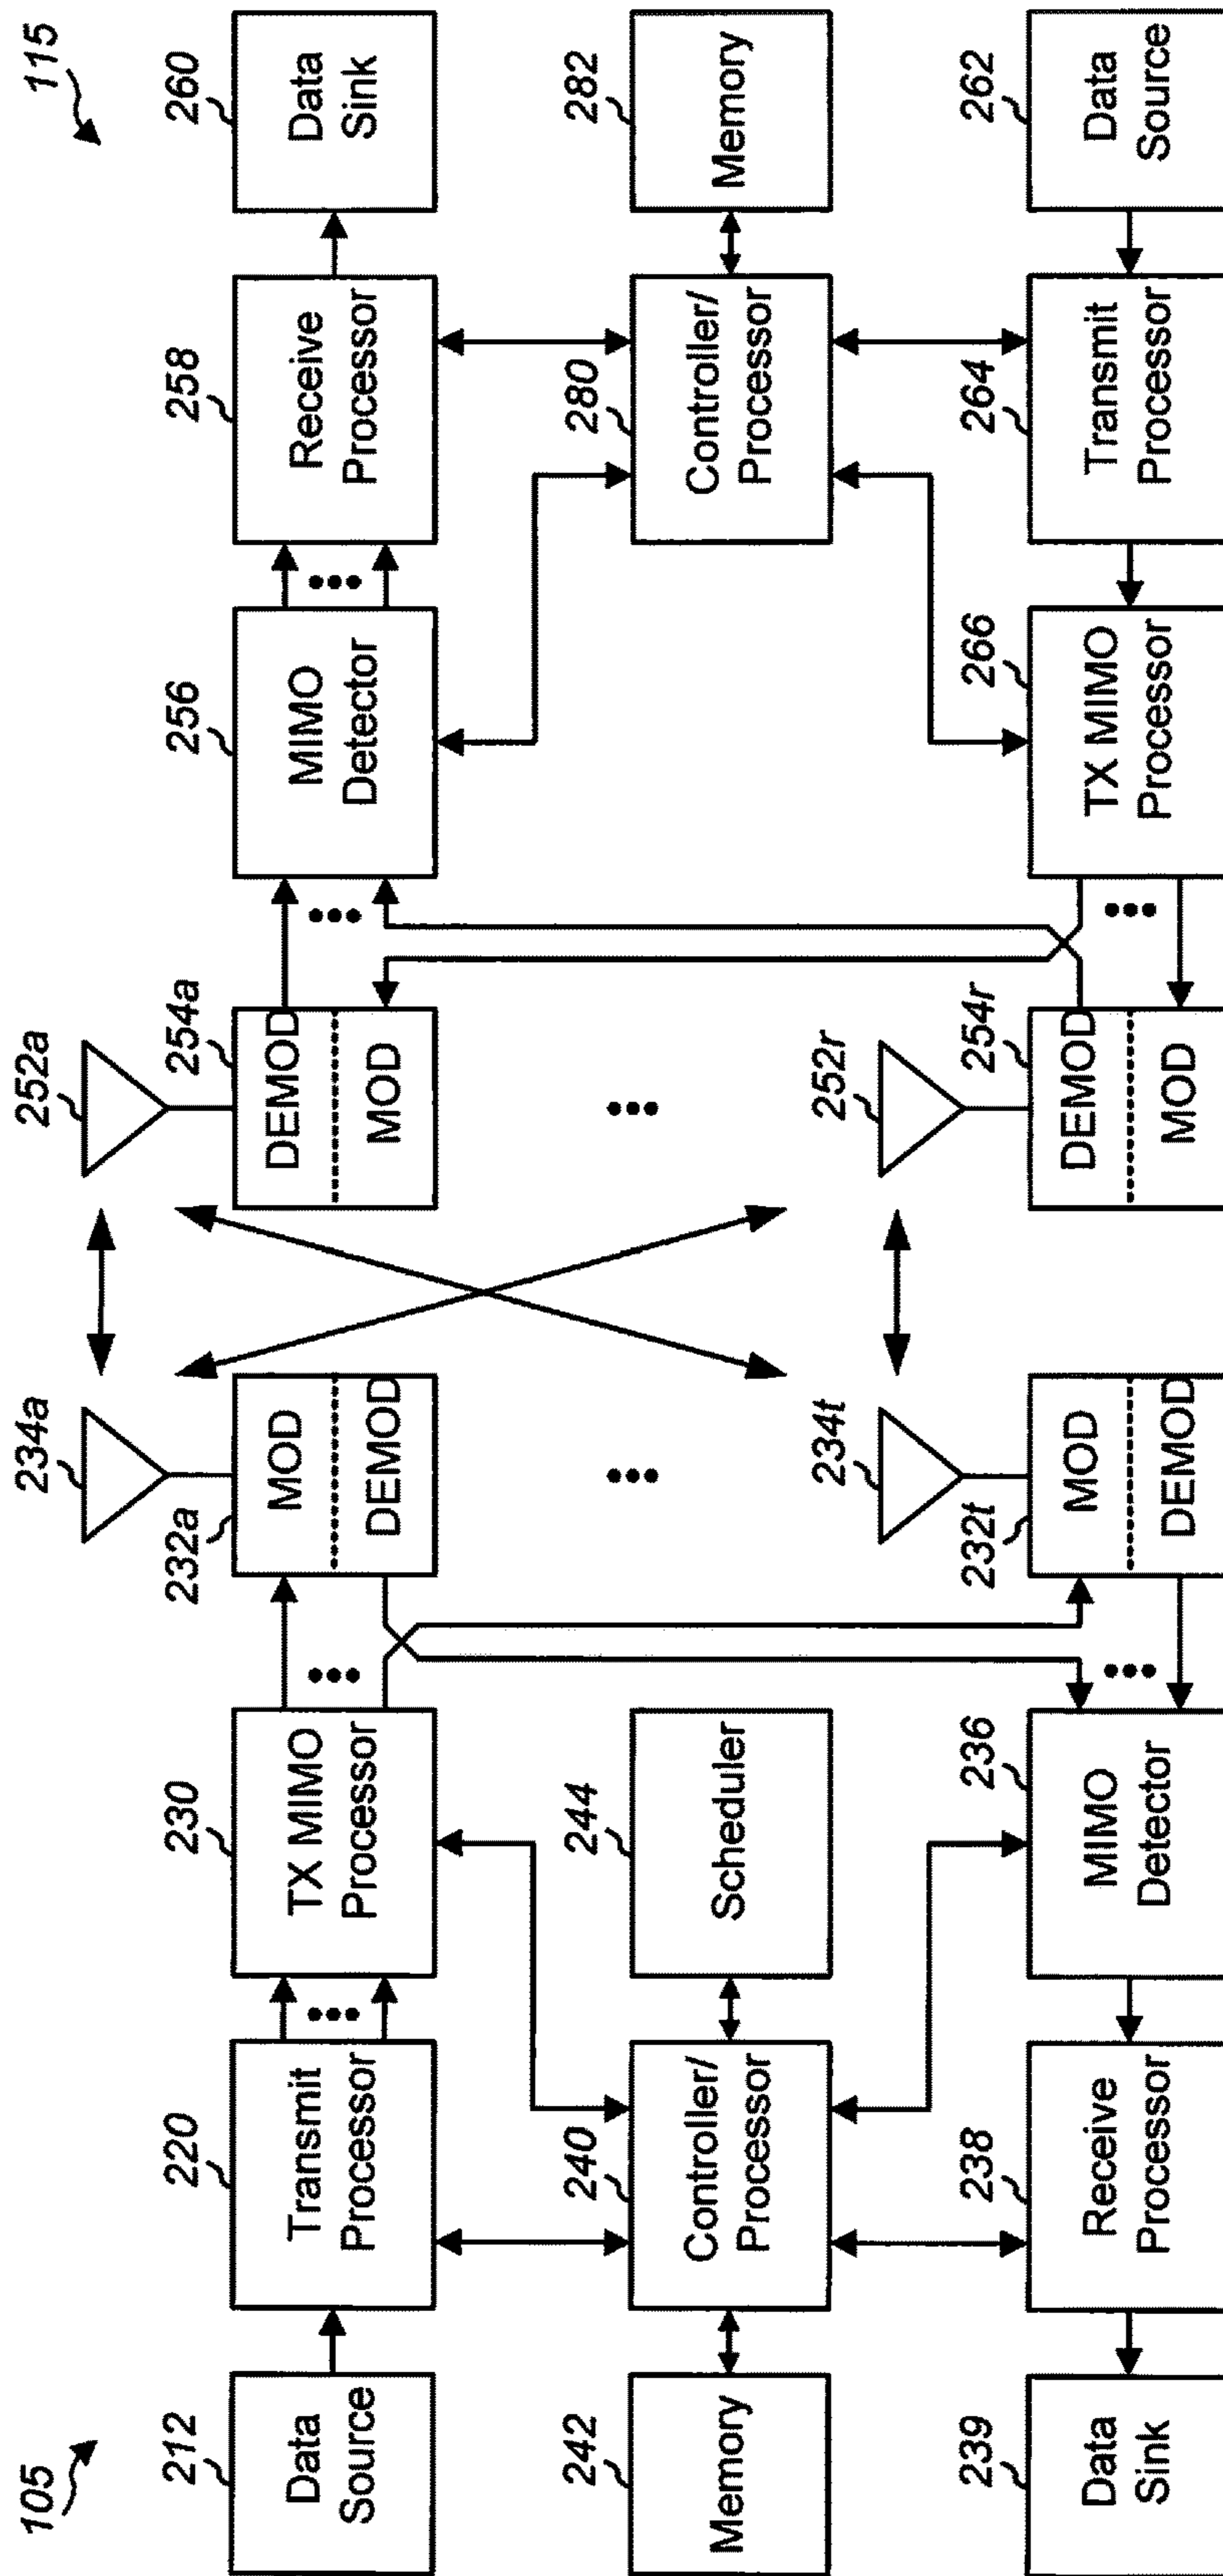 105
115
212
Data
Source
220
Transmit
Processor
230
TX MIMO
Processor
232a
MOD
DEMOD
234a
252a
254a
DEMOD
MOD
256
MIMO
Detector
258
Receive
Processor
260
Data
Sink
242
Memory
240
Controller/
Processor
244
Scheduler
280
Controller/
Processor
282
Memory
239
Data
Sink
238
Receive
Processor
236
MIMO
Detector
232t
MOD
DEMOD
234t
252r
254r
DEMOD
MOD
266
TX MIMO
Processor
264
Transmit
Processor
262
Data
Source